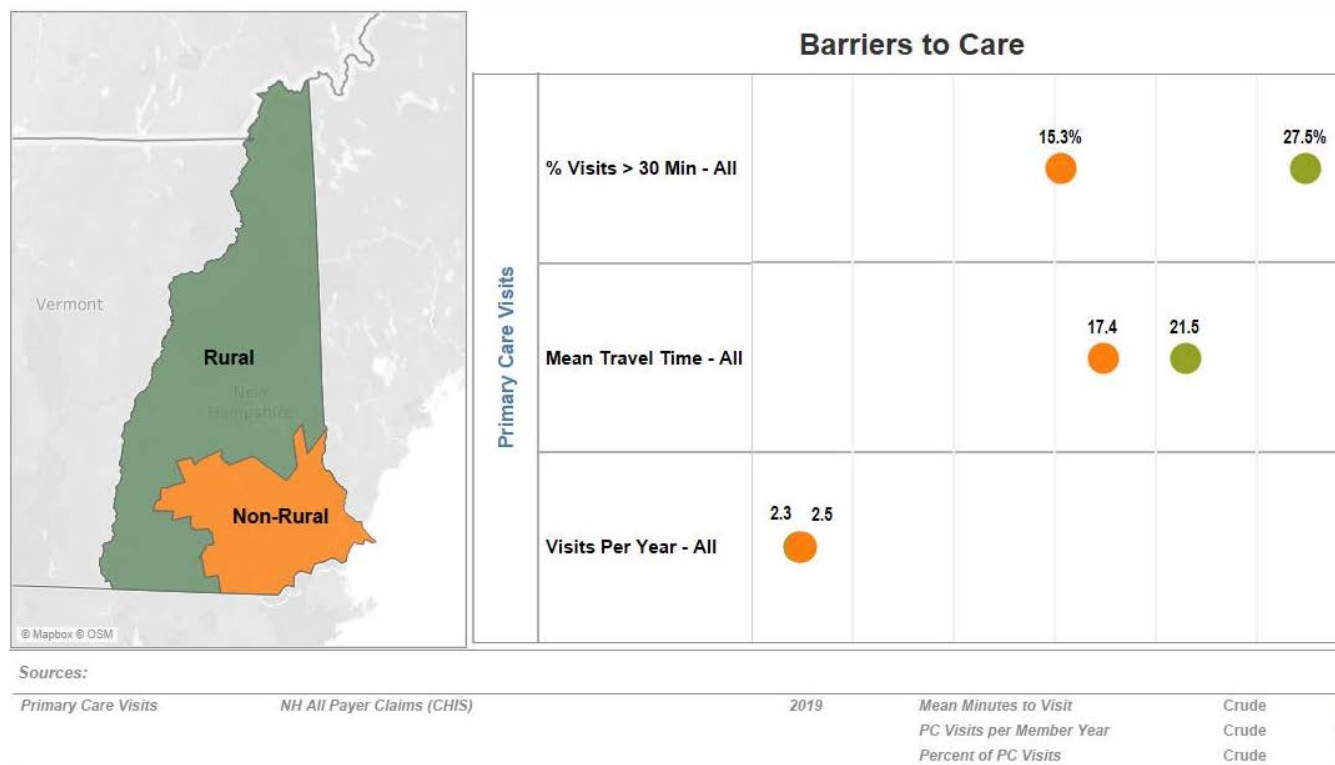 Barriers to Care
Vermont
Rural
New
Hampshire
Non-Rural
© Mapbox © OSM
Primary Care Visits
% Visits > 30 Min - All
15.3%
27.5%
Mean Travel Time - All
17.4
21.5
Visits Per Year - All
2.3
2.5
Sources:
Primary Care Visits NH All Payer Claims (CHIS) 2019 Mean Minutes to Visit Crude
PC Visits per Member Year Crude
Percent of PC Visits Crude